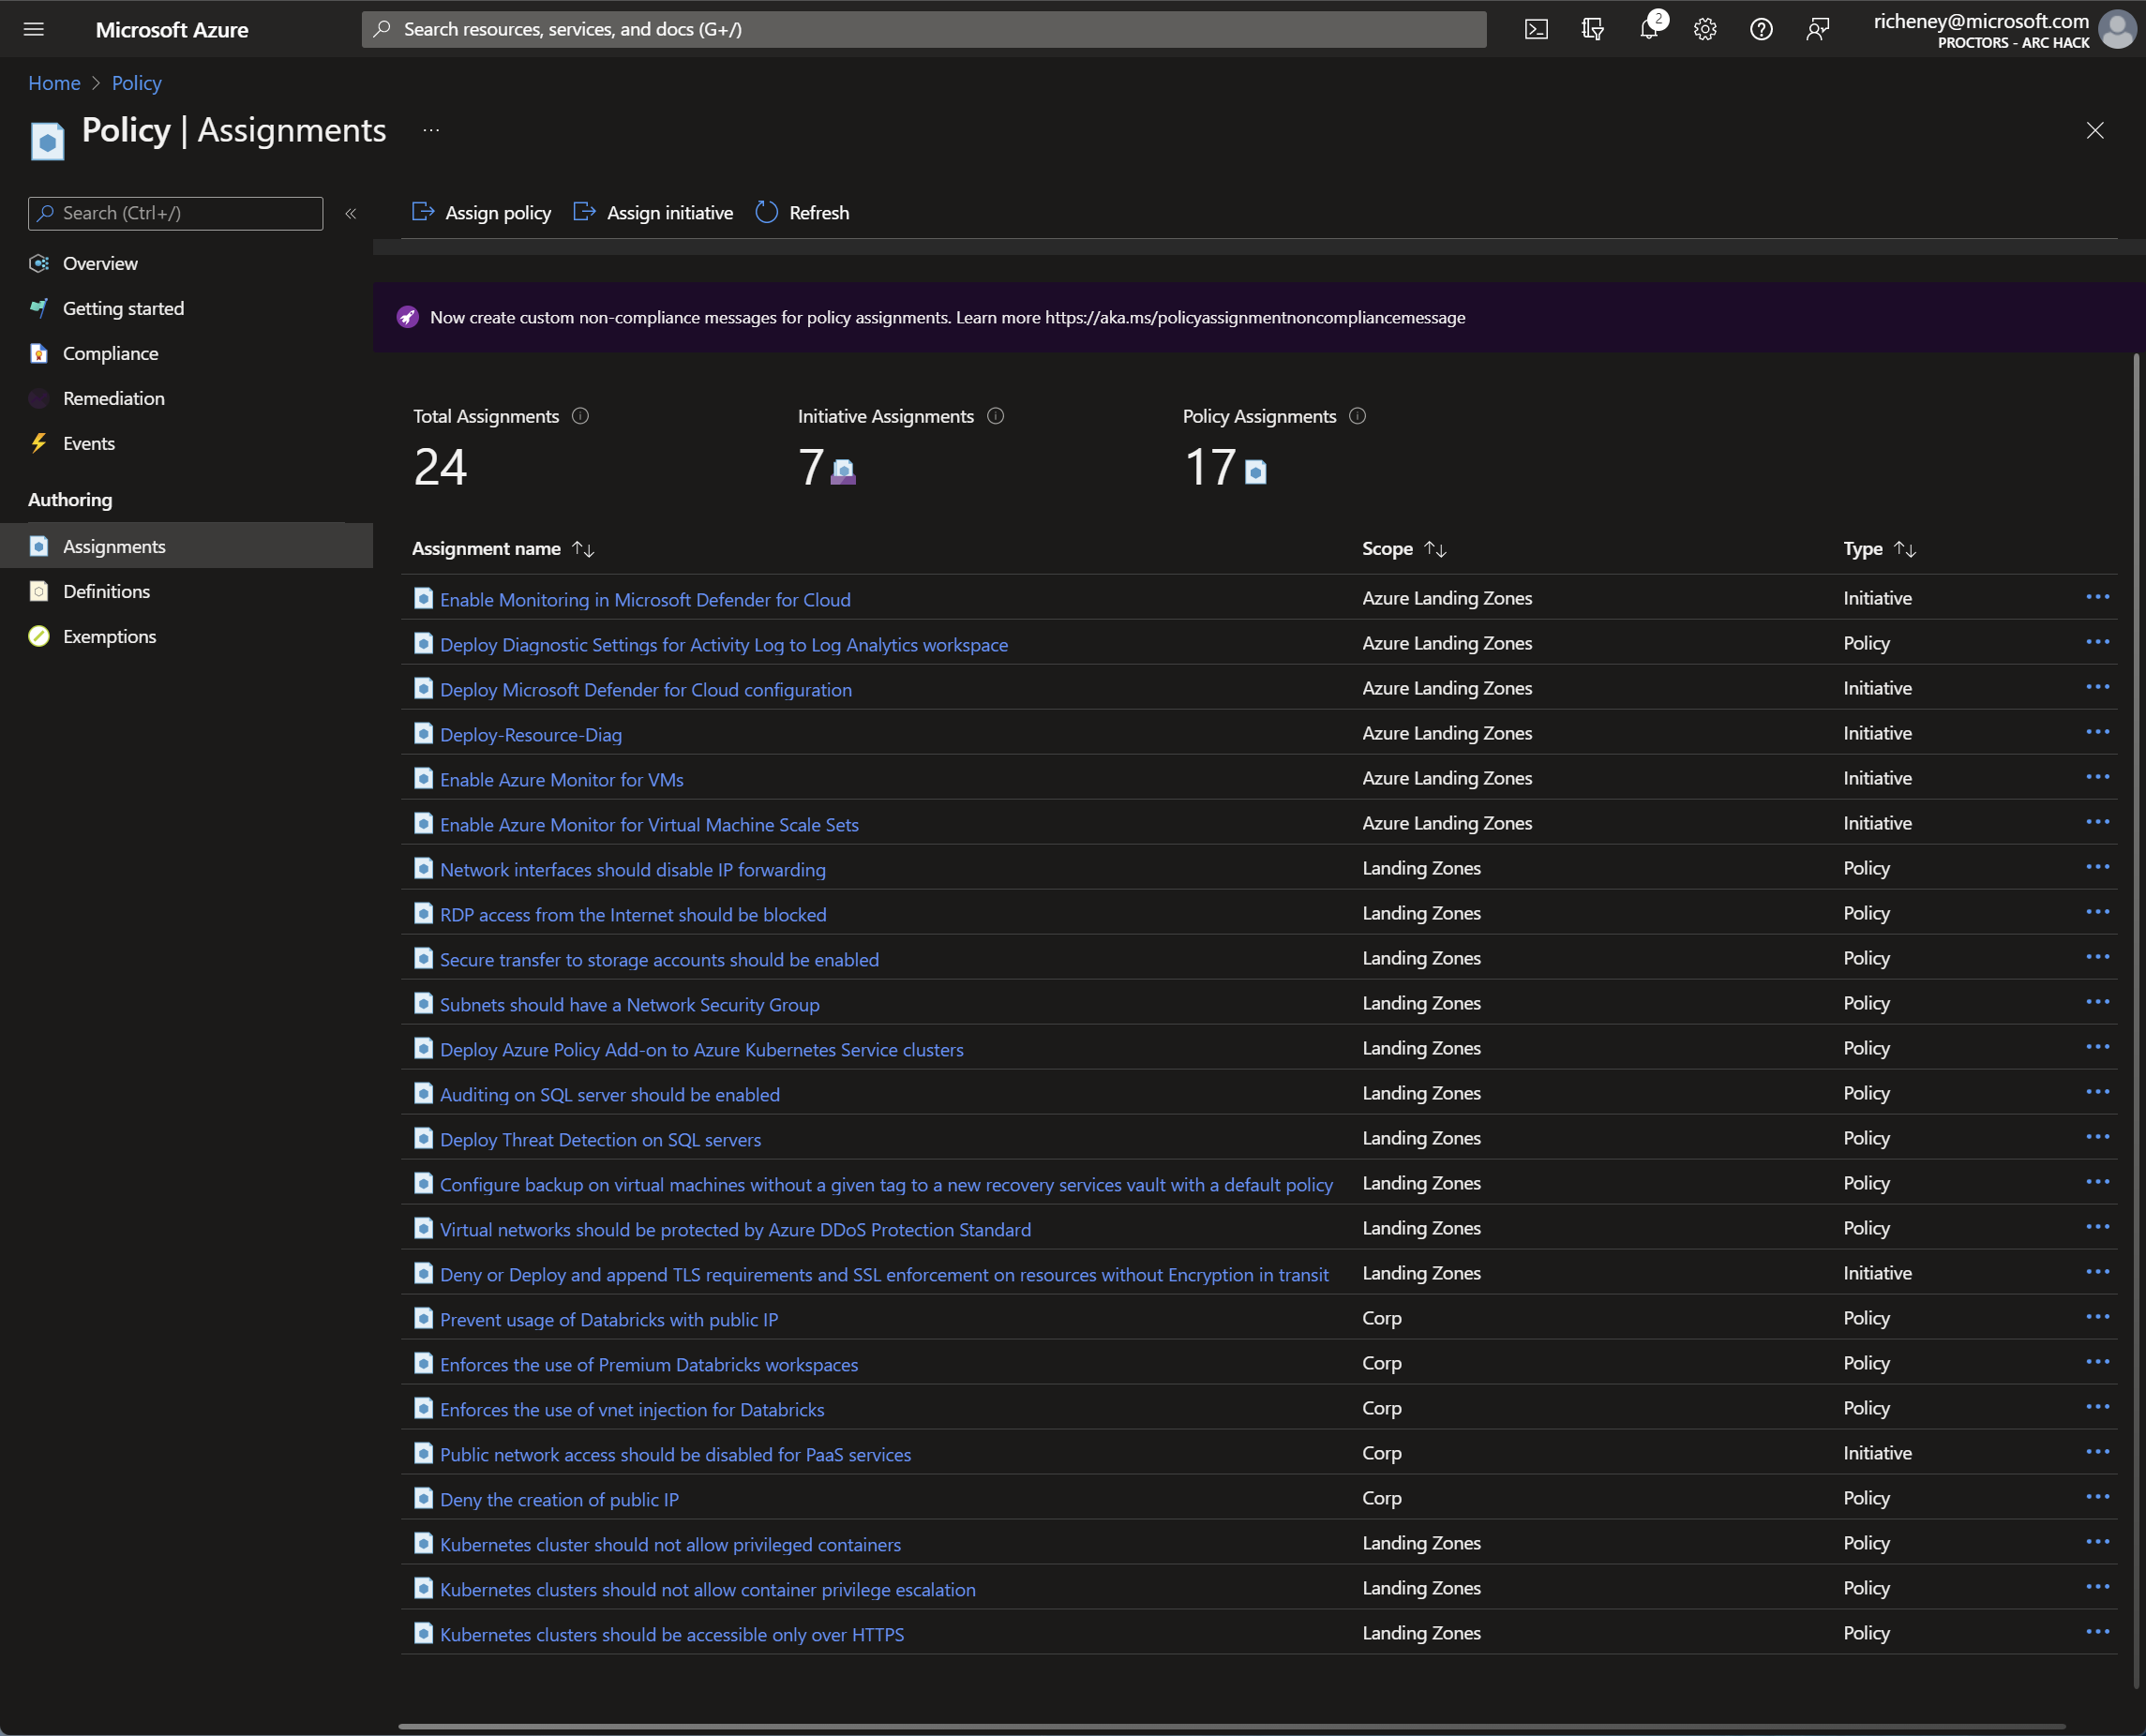 Microsoft Azure
Search resources, services, and docs (G+/)
2
richeney@microsoft.com
PROCTORS - ARC HACK
Home > Policy
Policy | Assignments ...
Search (Ctrl+/)
«
Overview
Getting started
Compliance
Remediation
Events
Authoring
Assignments
Definitions
Exemptions
Assign policy Assign initiative Refresh
Now create custom non-compliance messages for policy assignments. Learn more https://aka.ms/policyassignmentnoncompliancemessage
Total Assignments Initiative Assignments Policy Assignments
24 7 17
Assignment name Scope Type
Enable Monitoring in Microsoft Defender for Cloud Azure Landing Zones Initiative
Deploy Diagnostic Settings for Activity Log to Log Analytics workspace Azure Landing Zones Policy
Deploy Microsoft Defender for Cloud configuration Azure Landing Zones Initiative
Deploy-Resource-Diag Azure Landing Zones Initiative
Enable Azure Monitor for VMs Azure Landing Zones Initiative
Enable Azure Monitor for Virtual Machine Scale Sets Azure Landing Zones Initiative
Network interfaces should disable IP forwarding Landing Zones Policy
RDP access from the Internet should be blocked Landing Zones Policy
Secure transfer to storage accounts should be enabled Landing Zones Policy
Subnets should have a Network Security Group Landing Zones Policy
Deploy Azure Policy Add-on to Azure Kubernetes Service clusters Landing Zones Policy
Auditing on SQL server should be enabled Landing Zones Policy
Deploy Threat Detection on SQL servers Landing Zones Policy
Configure backup on virtual machines without a given tag to a new recovery services vault with a default policy Landing Zones Policy
Virtual networks should be protected by Azure DDoS Protection Standard Landing Zones Policy
Deny or Deploy and append TLS requirements and SSL enforcement on resources without Encryption in transit Landing Zones Initiative
Prevent usage of Databricks with public IP Corp Policy
Enforces the use of Premium Databricks workspaces Corp Policy
Enforces the use of vnet injection for Databricks Corp Policy
Public network access should be disabled for PaaS services Corp Initiative
Deny the creation of public IP Corp Policy
Kubernetes cluster should not allow privileged containers Landing Zones Policy
Kubernetes clusters should not allow container privilege escalation Landing Zones Policy
Kubernetes clusters should be accessible only over HTTPS Landing Zones Policy